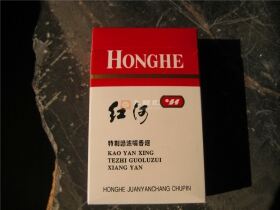 HONGHE
红河
特制过滤嘴香烟
KAO YAN XING
TEZHI GUOLUZUI
XIANG YAN
HONGHE JUANYANCHANG CHUPIN